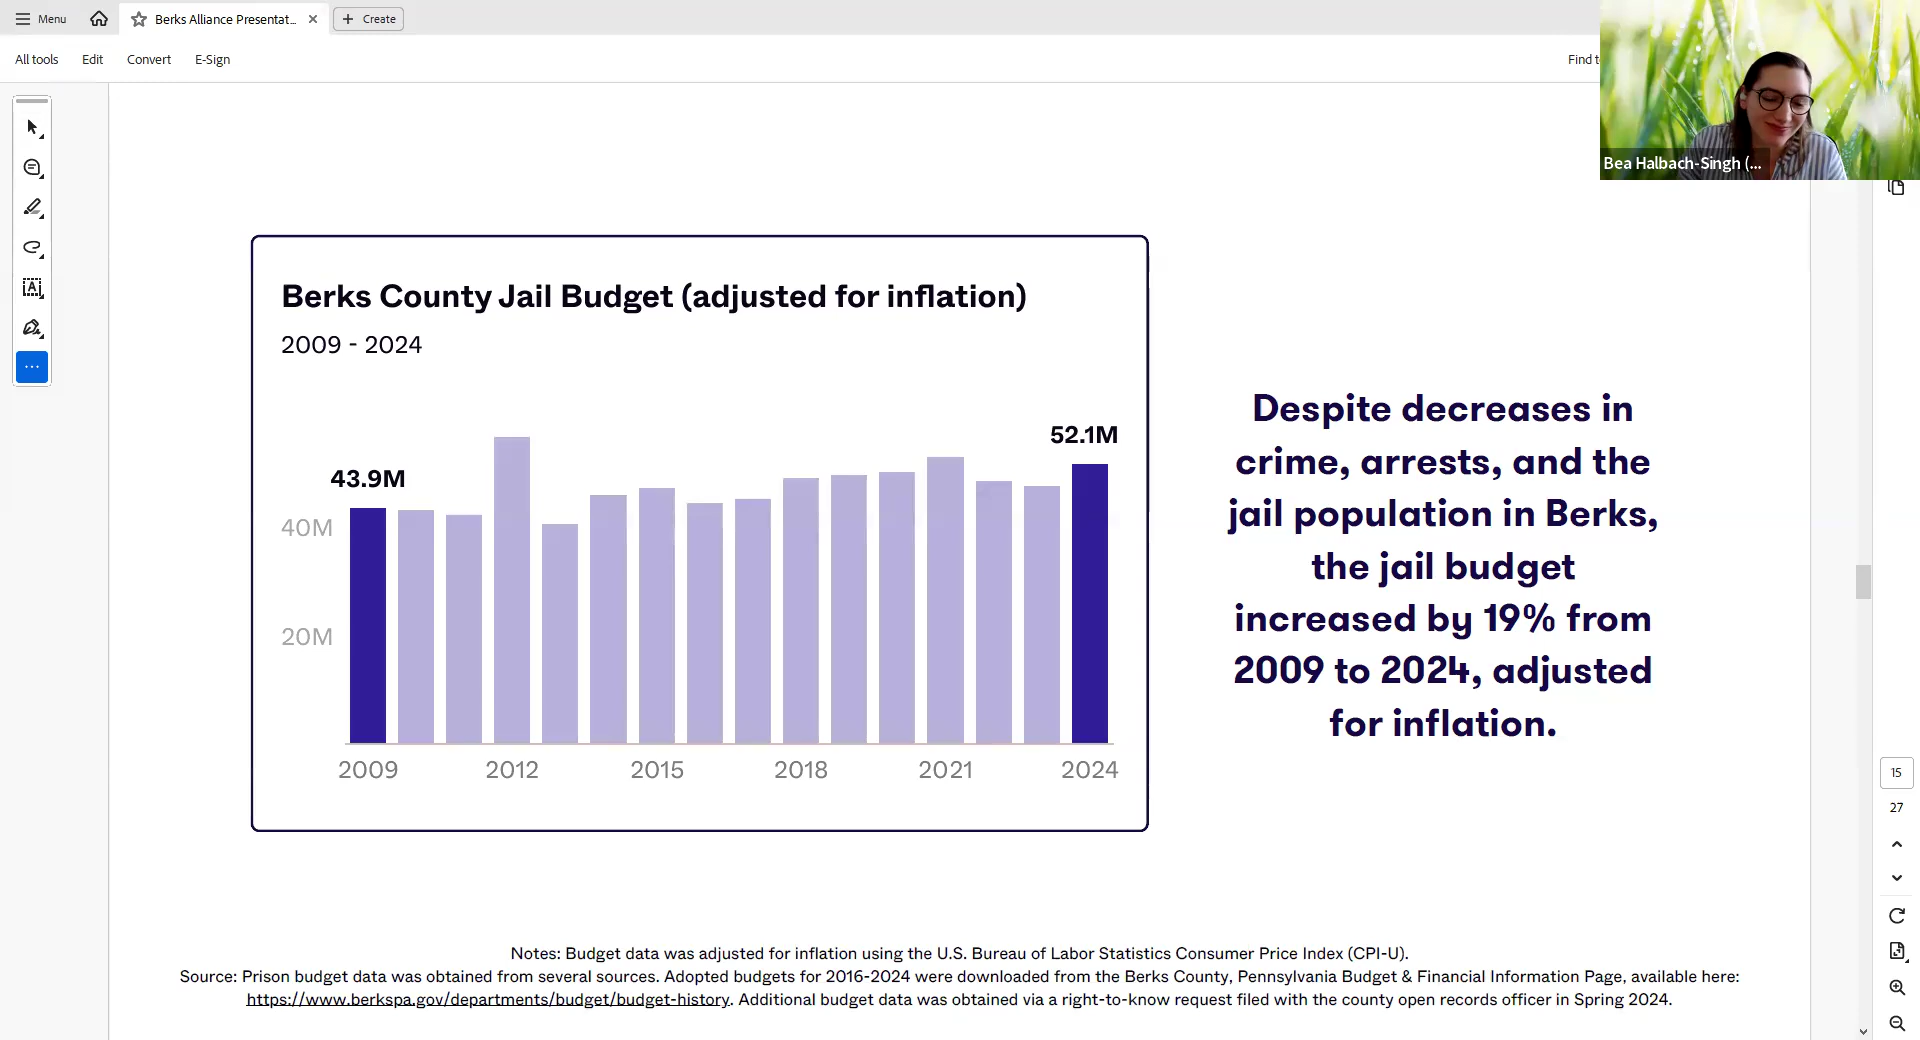 Menu
Berks Alliance Presentat...
Create
All tools
Edit
Convert
E-Sign
Find t
Bea Halbach-Singh (...
Berks County Jail Budget (adjusted for inflation)
2009 - 2024
52.1M
43.9M
40M
20M
2009
2012
2015
2018
2021
2024
Despite decreases in
crime, arrests, and the
jail population in Berks,
the jail budget
increased by 19% from
2009 to 2024, adjusted
for inflation.
15
27
Notes: Budget data was adjusted for inflation using the U.S. Bureau of Labor Statistics Consumer Price Index (CPI-U).
Source: Prison budget data was obtained from several sources. Adopted budgets for 2016-2024 were downloaded from the Berks County, Pennsylvania Budget & Financial Information Page, available here:
https://www.berkspa.gov/departments/budget/budget-history. Additional budget data was obtained via a right-to-know request filed with the county open records officer in Spring 2024.